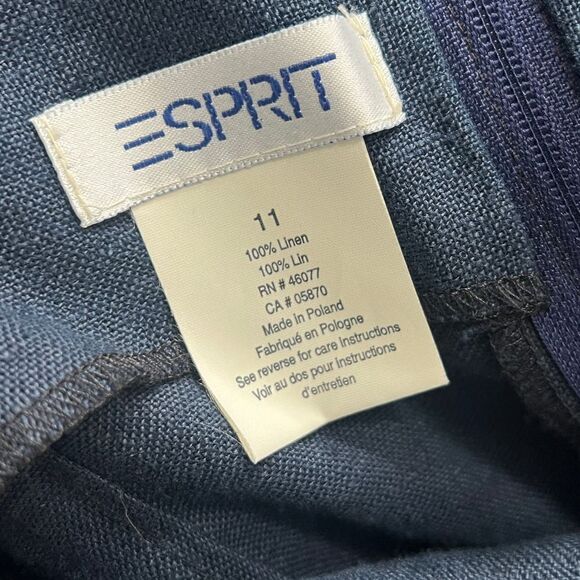 ESPRIT
11
100% Linen
100% Lin
RN # 46077
CA # 05870
Made in Poland
Fabriqué en Pologne
See reverse for care instructions
Voir au dos pour instructions
d'entretien